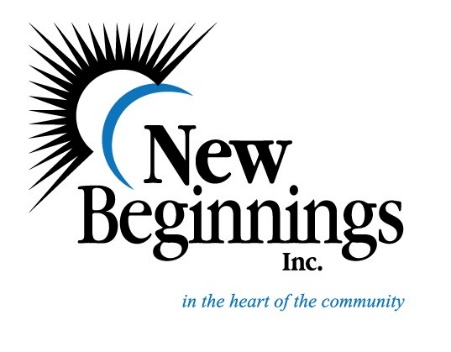 New
Beginnings
Inc.
in the heart of the community